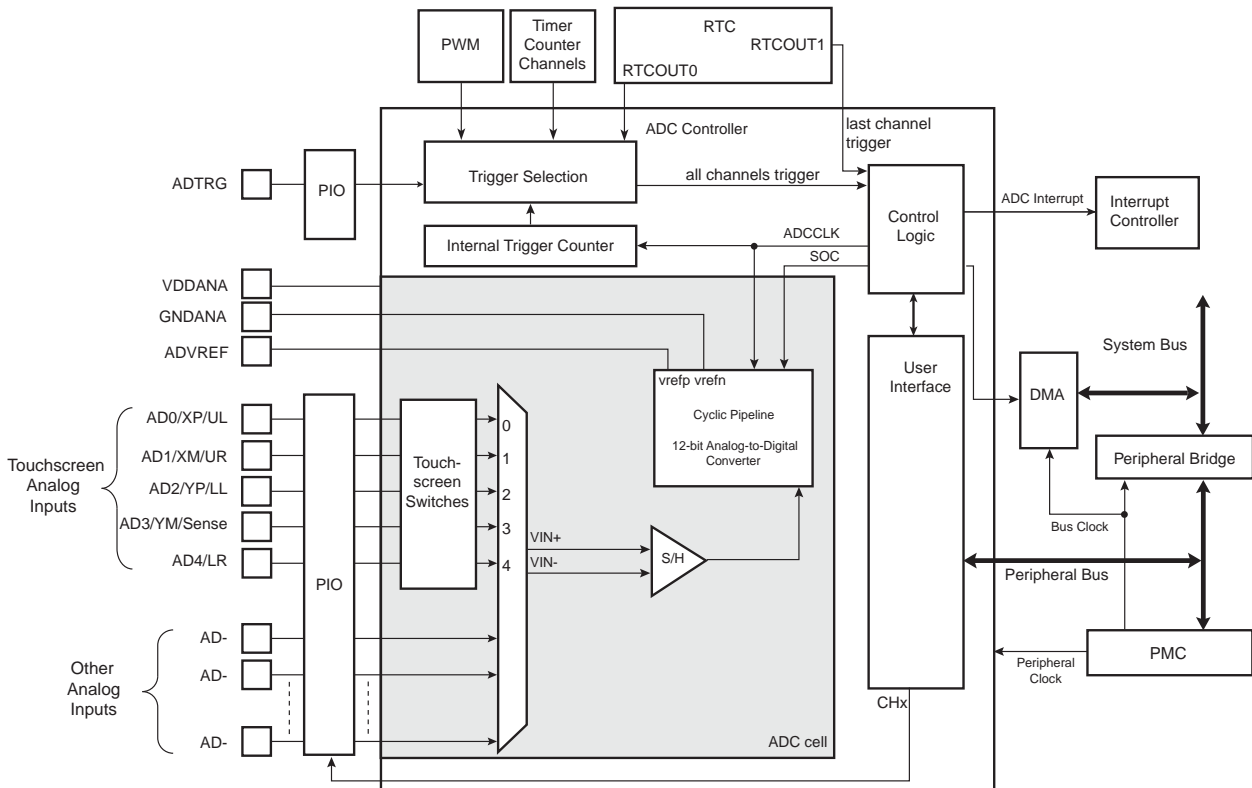 PWM
Timer
Counter
Channels
RTC
RTCOUT1
RTCOUT0
ADC Controller
last channel
trigger
ADTRG
PIO
Trigger Selection
all channels trigger
Control
Logic
ADC Interrupt
Interrupt
Controller
Internal Trigger Counter
ADCCLK
SOC
VDDANA
GNDANA
ADVREF
vrefp vrefn
Cyclic Pipeline
12-bit Analog-to-Digital
Converter
User
Interface
DMA
System Bus
Peripheral Bridge
Bus Clock
Peripheral Bus
Touchscreen
Analog
Inputs
AD0/XP/UL
AD1/XM/UR
AD2/YP/LL
AD3/YM/Sense
AD4/LR
PIO
Touch-
screen
Switches
0
1
2
3
4
VIN+
VIN-
S/H
Other
Analog
Inputs
AD-
AD-
AD-
CHx
ADC cell
Peripheral
Clock
PMC